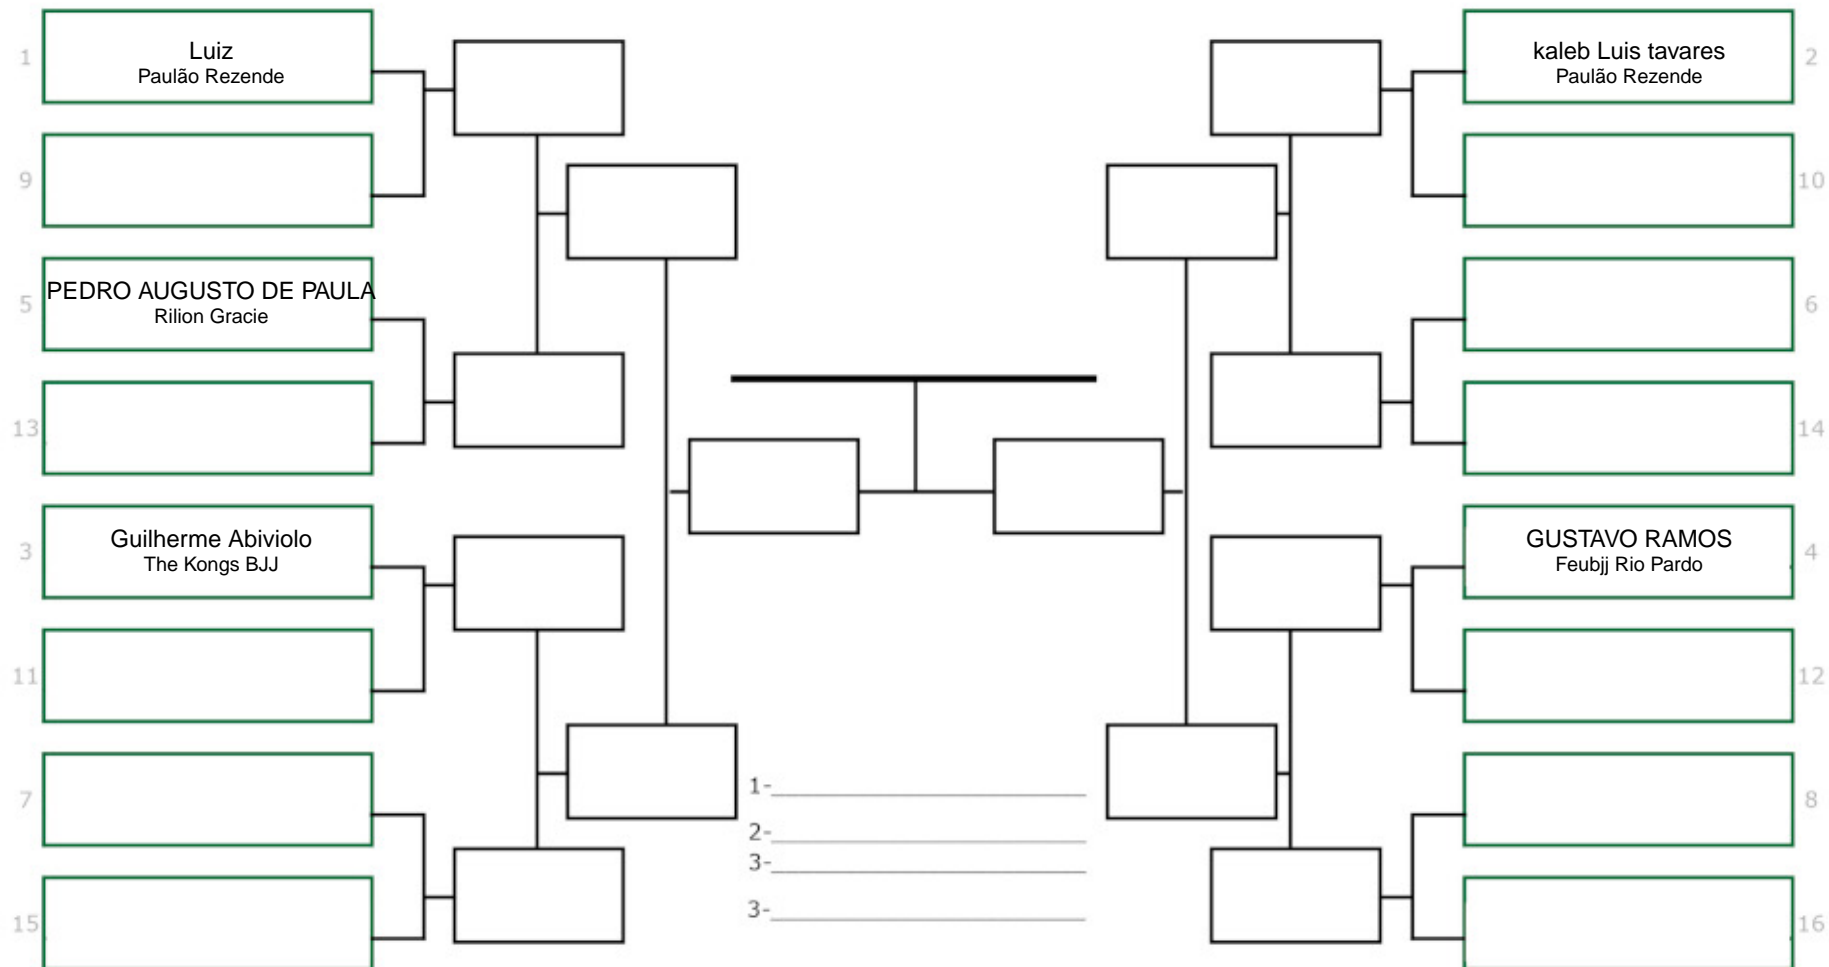 1
Luiz
Paulão Rezende
9
5
PEDRO AUGUSTO DE PAULA
Rilion Gracie
13
3
Guilherme Abiviolo
The Kongs BJJ
11
7
15
1-
2-
3-
3-
kaleb Luis tavares
Paulão Rezende
2
10
6
14
GUSTAVO RAMOS
Feubjj Rio Pardo
4
12
8
16